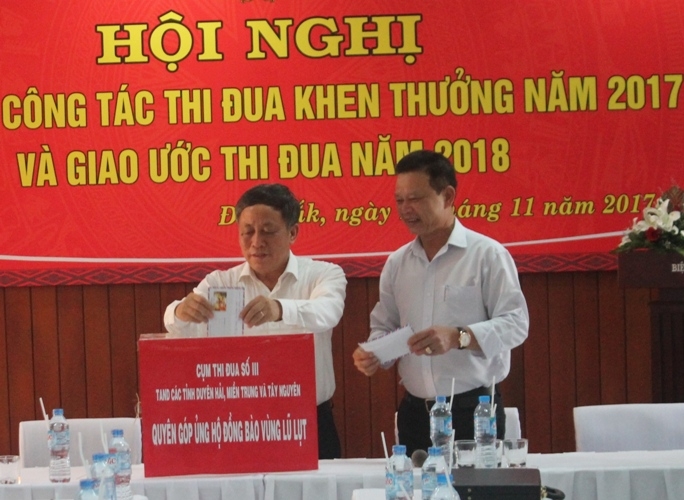 HỘI NGHỊ
CÔNG TÁC THI ĐUA KHEN THƯỞNG NĂM 2017
VÀ GIAO ƯỚC THI ĐUA NĂM 2018
ngày
11 năm 2017
CỤM THI ĐUA SỐ III
TAND CÁC TỈNH DUYÊN HẢI, MIỀN TRUNG VÀ TÂY NGUYÊN
QUYÊN GÓP ỦNG HỘ ĐỒNG BÀO VÙNG LŨ LỤT